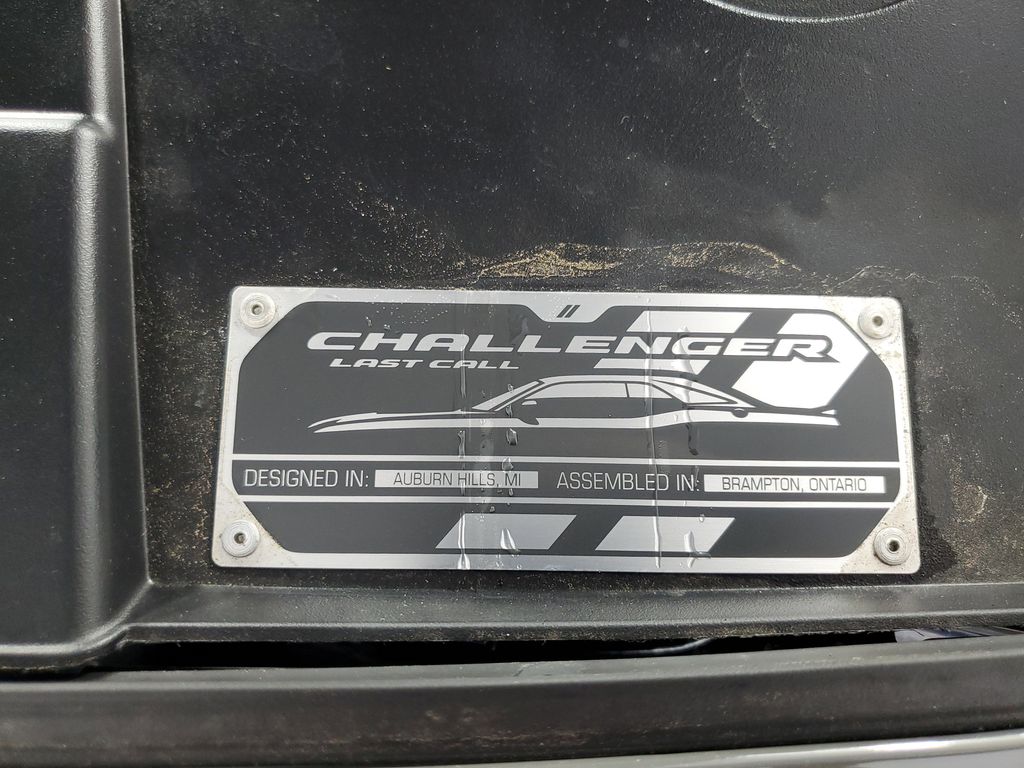 CHALLENGER
LAST CALL
DESIGNED IN: AUBURN HILLS, MI ASSEMBLED IN: BRAMPTON, ONTARIO